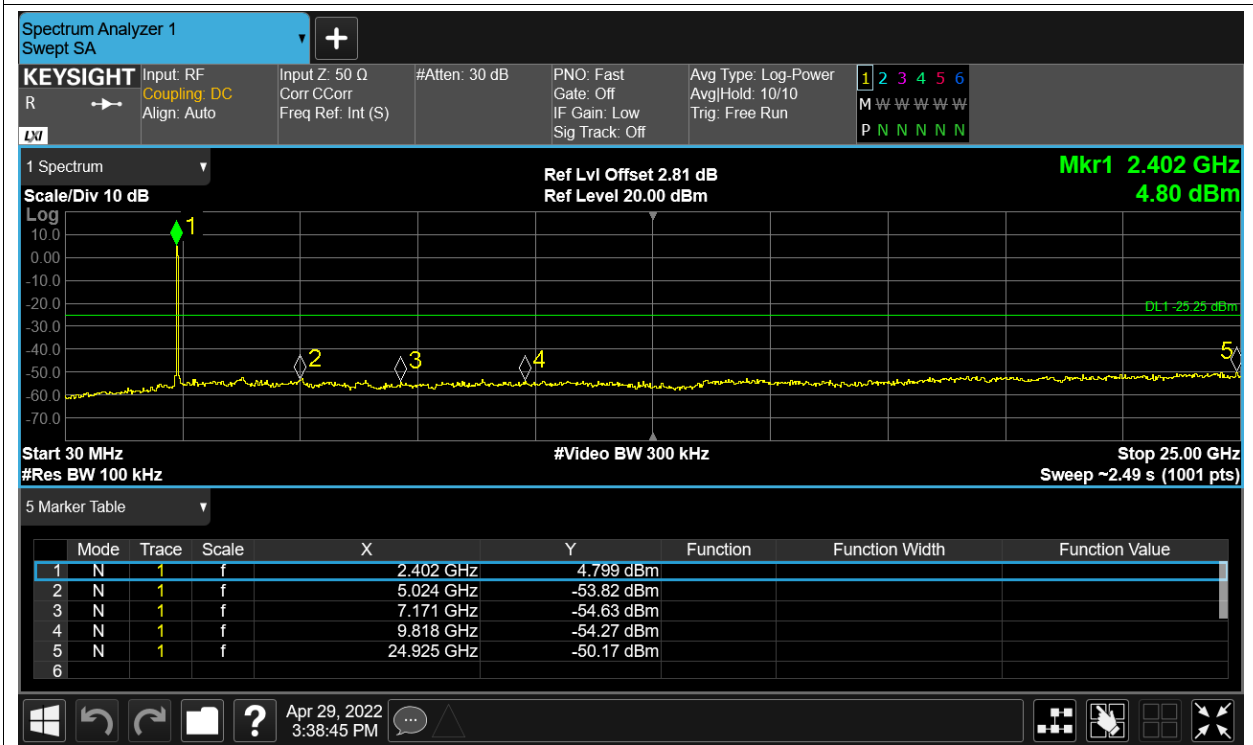 Spectrum Analyzer 1
Swept SA
KEYSIGHT
R
LXI
Input: RF
Coupling: DC
Align: Auto
Input Z: 50 Ω
Corr CCorr
Freq Ref: Int (S)
#Atten: 30 dB
PNO: Fast
Gate: Off
IF Gain: Low
Sig Track: Off
Avg Type: Log-Power
Avg|Hold: 10/10
Trig: Free Run
1 2 3 4 5 6
M W W W W W
P N N N N N
1 Spectrum
Scale/Div 10 dB
Ref Lvl Offset 2.81 dB
Ref Level 20.00 dBm
Mkr1 2.402 GHz
4.80 dBm
Log
10.0
0.00
-10.0
-20.0
-30.0
-40.0
-50.0
-60.0
-70.0
1
2
3
4
5
DL1 -25.25 dBm
Start 30 MHz
#Res BW 100 kHz
#Video BW 300 kHz
Stop 25.00 GHz
Sweep ~2.49 s (1001 pts)
5 Marker Table
Mode Trace Scale X Y Function Function Width Function Value
1 N 1 f 2.402 GHz 4.799 dBm
2 N 1 f 5.024 GHz -53.82 dBm
3 N 1 f 7.171 GHz -54.63 dBm
4 N 1 f 9.818 GHz -54.27 dBm
5 N 1 f 24.925 GHz -50.17 dBm
6
?
Apr 29, 2022
3:38:45 PM